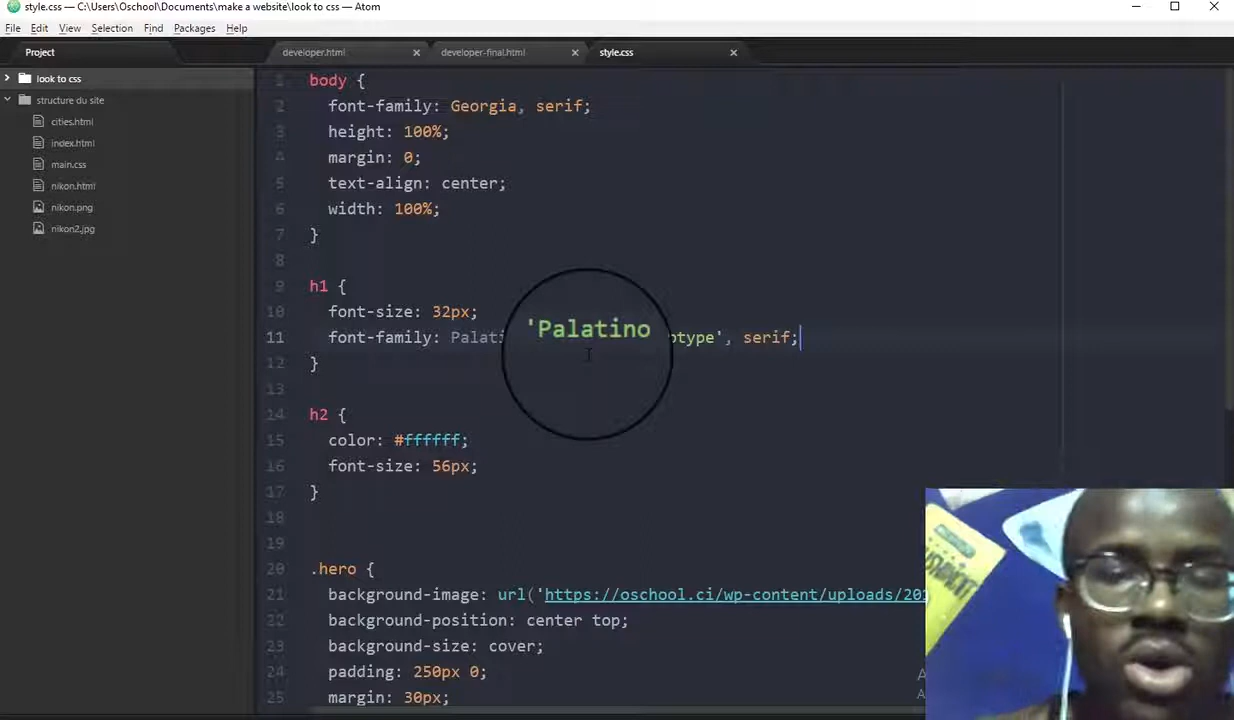 style.css — C:\Users\Oschool\Documents\make a website\look to css — Atom
File Edit View Selection Find Packages Help
Project developer.html developer-final.html style.css
look to css
structure du site
cities.html
index.html
main.css
nikon.html
nikon.png
nikon2.jpg
1 body {
2 font-family: Georgia, serif;
3 height: 100%;
4 margin: 0;
5 text-align: center;
6 width: 100%;
7 }
8
9 h1 {
10 font-size: 32px;
11 font-family: Palati 'Palatino otype', serif;
12 }
13
14 h2 {
15 color: #ffffff;
16 font-size: 56px;
17 }
18
19
20 .hero {
21 background-image: url('https://oschool.ci/wp-content/uploads/201
22 background-position: center top;
23 background-size: cover;
24 padding: 250px 0;
25 margin: 30px;